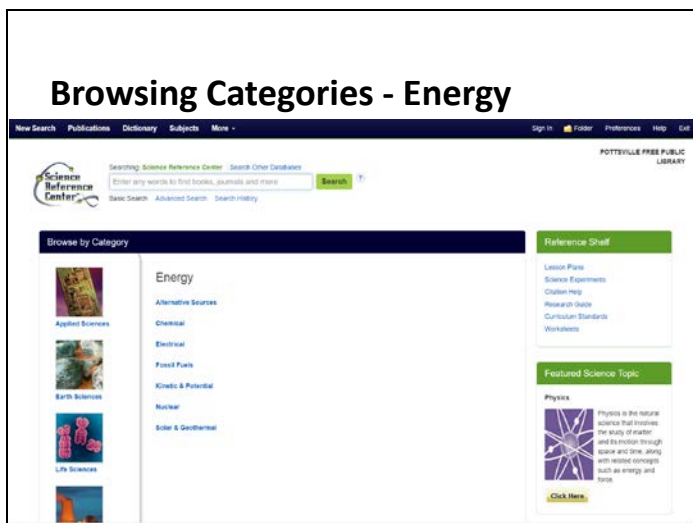 Browsing Categories - Energy
New Search Publications Dictionary Subjects More
Sign In Folder Preferences Help Exit
POTTSVILLE FREE PUBLIC
LIBRARY
Science
Reference
Center
Searching: Science Reference Center Search Other Databases
Enter any words to find books, journals and more
Search ?
Basic Search Advanced Search Search History
Browse by Category
Applied Sciences
Earth Sciences
Life Sciences
Energy
Alternative Sources
Chemical
Electrical
Fossil Fuels
Kinetic & Potential
Nuclear
Solar & Geothermal
Reference Shelf
Lesson Plans
Science Experiments
Citation Help
Research Guide
Curriculum Standards
Worksheets
Featured Science Topic
Physics
Physics is the natural
science that involves
the study of matter
and its motion through
space and time, along
with related concepts
such as energy and
force.
Click Here